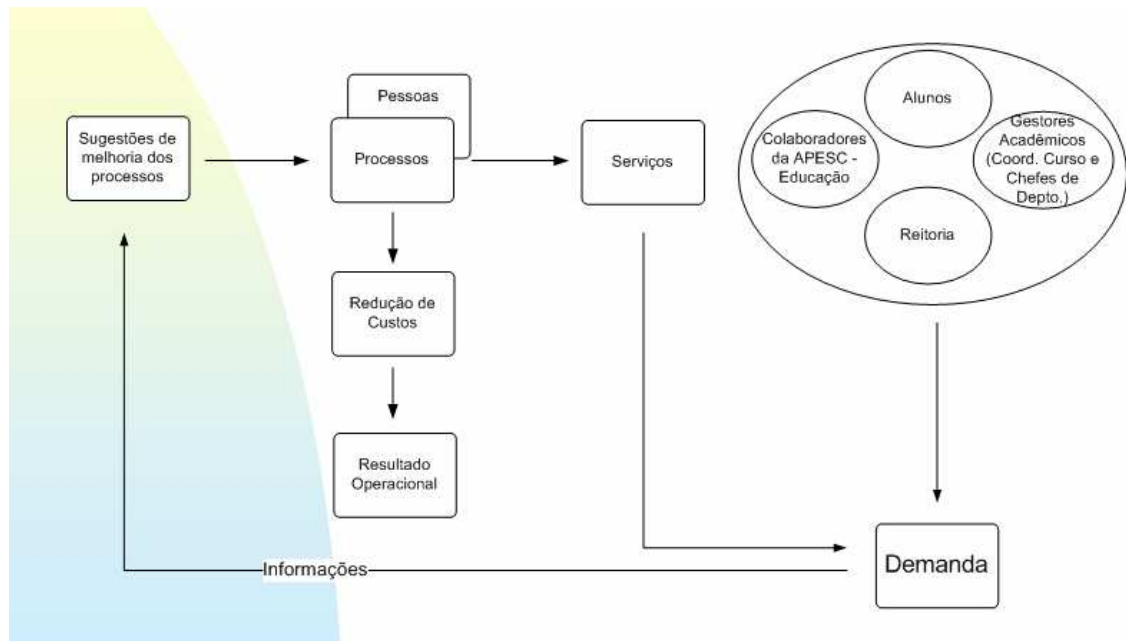 Pessoas
Sugestões de
melhoria dos
processos
Processos
Serviços
Alunos
Colaboradores
da APESC -
Educação
Gestores
Acadêmicos
(Coord. Curso e
Chefes de
Depto.)
Reitoria
Redução de
Custos
Resultado
Operacional
Informações
Demanda